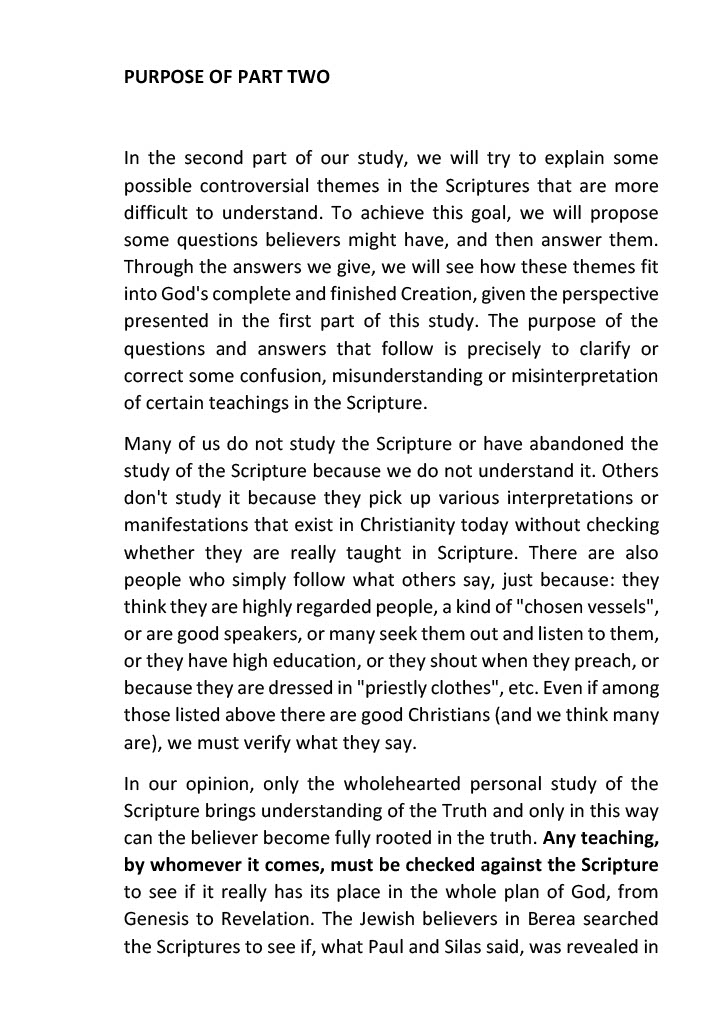 PURPOSE OF PART TWO
In the second part of our study, we will try to explain some
possible controversial themes in the Scriptures that are more
difficult to understand. To achieve this goal, we will propose
some questions believers might have, and then answer them.
Through the answers we give, we will see how these themes fit
into God's complete and finished Creation, given the perspective
presented in the first part of this study. The purpose of the
questions and answers that follow is precisely to clarify or
correct some confusion, misunderstanding or misinterpretation
of certain teachings in the Scripture.
Many of us do not study the Scripture or have abandoned the
study of the Scripture because we do not understand it. Others
don't study it because they pick up various interpretations or
manifestations that exist in Christianity today without checking
whether they are really taught in Scripture. There are also
people who simply follow what others say, just because: they
think they are highly regarded people, a kind of "chosen vessels",
or are good speakers, or many seek them out and listen to them,
or they have high education, or they shout when they preach, or
because they are dressed in "priestly clothes", etc. Even if among
those listed above there are good Christians (and we think many
are), we must verify what they say.
In our opinion, only the wholehearted personal study of the
Scripture brings understanding of the Truth and only in this way
can the believer become fully rooted in the truth. Any teaching,
by whomever it comes, must be checked against the Scripture
to see if it really has its place in the whole plan of God, from
Genesis to Revelation. The Jewish believers in Berea searched
the Scriptures to see if, what Paul and Silas said, was revealed in